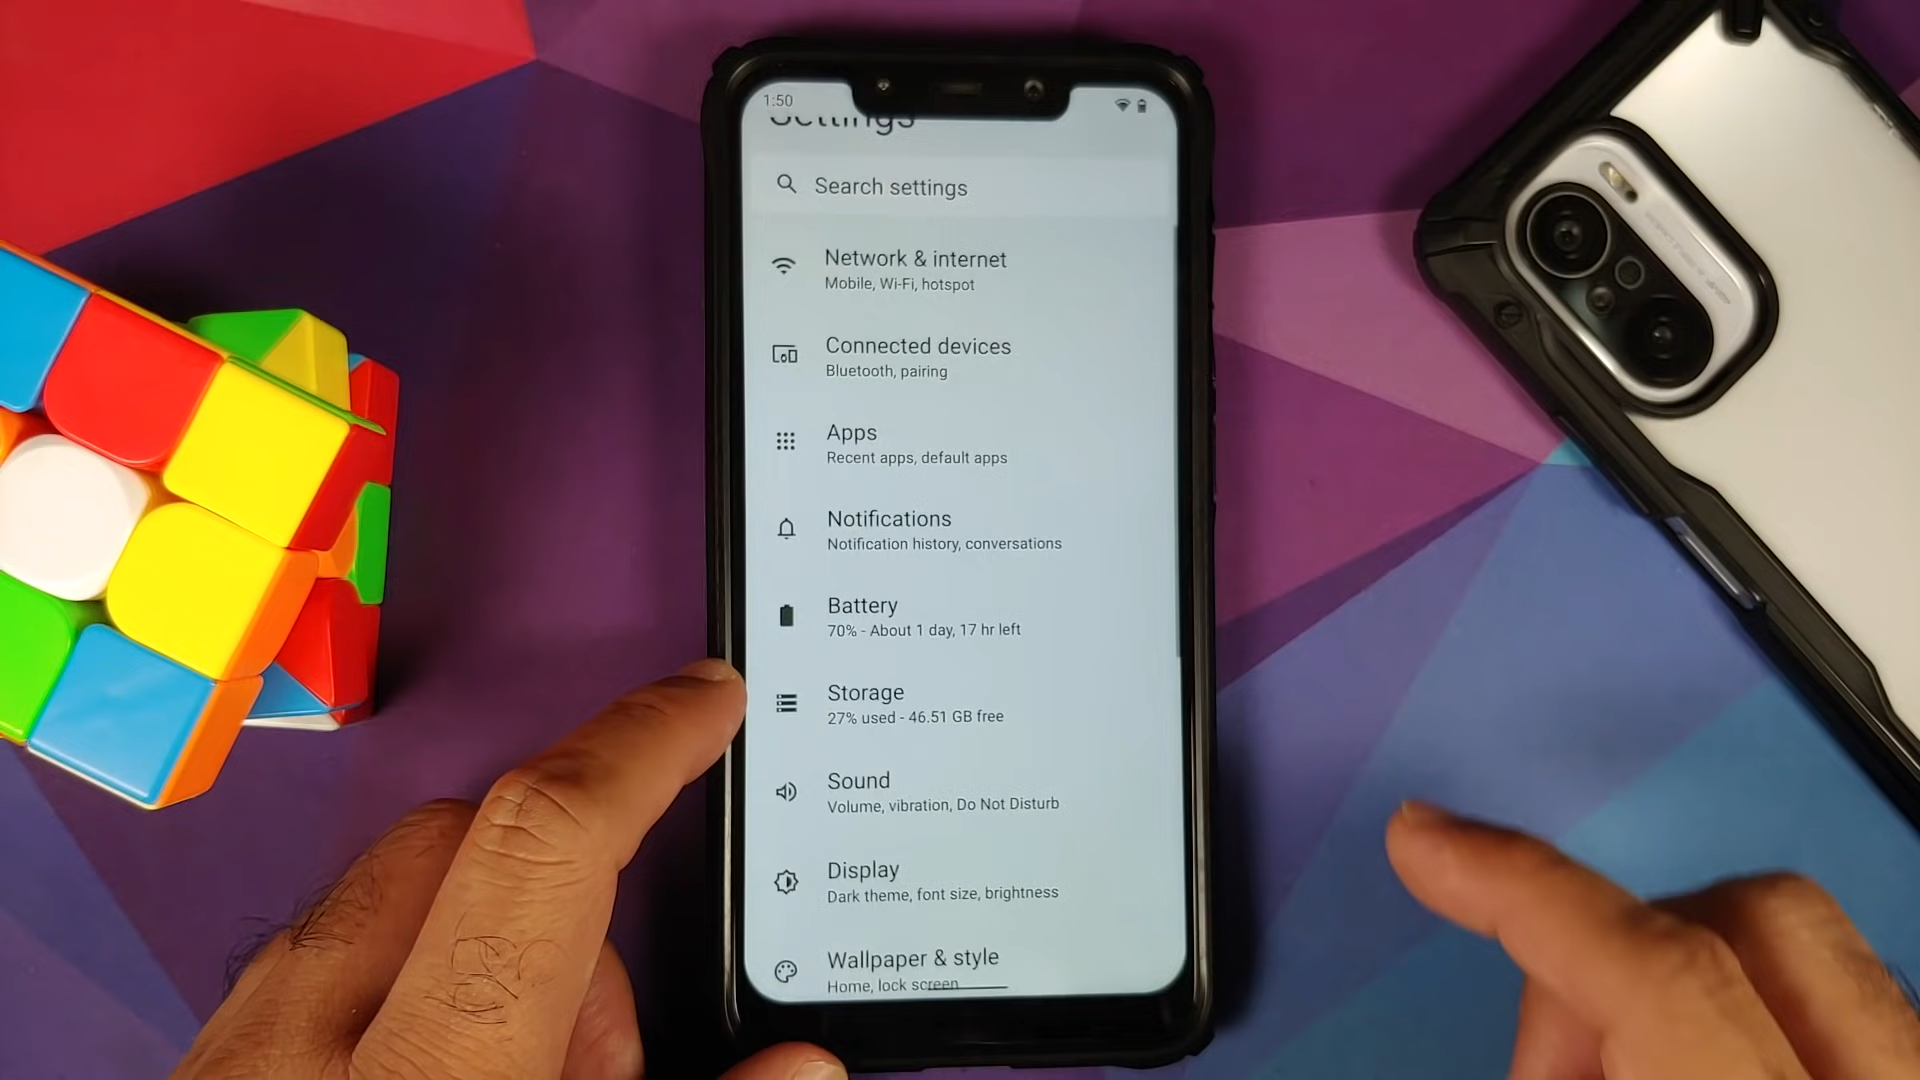 1:50
Settings
Search settings
Network & internet
Mobile, Wi-Fi, hotspot
Connected devices
Bluetooth, pairing
Apps
Recent apps, default apps
Notifications
Notification history, conversations
Battery
70% - About 1 day, 17 hr left
Storage
27% used - 46.51 GB free
Sound
Volume, vibration, Do Not Disturb
Display
Dark theme, font size, brightness
Wallpaper & style
Home, lock screen